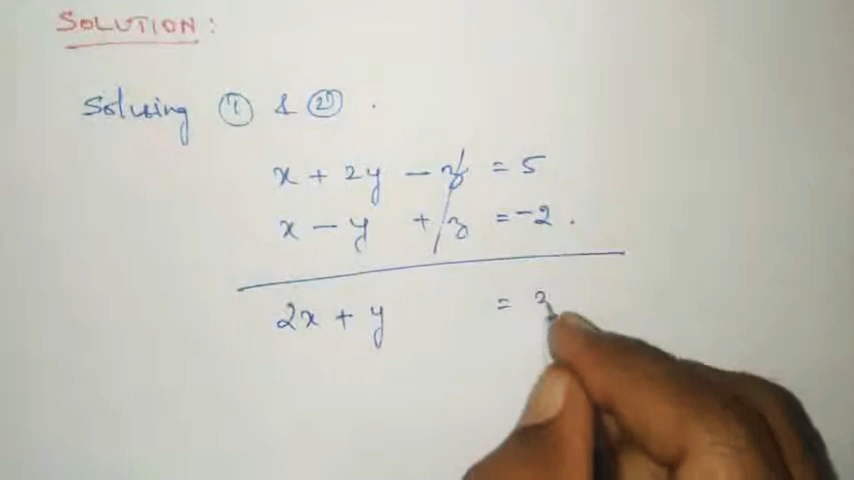 SOLUTION:
Solving ① & ② .
x + 2y - z = 5
x - y + z = -2 .
2x + y = 3